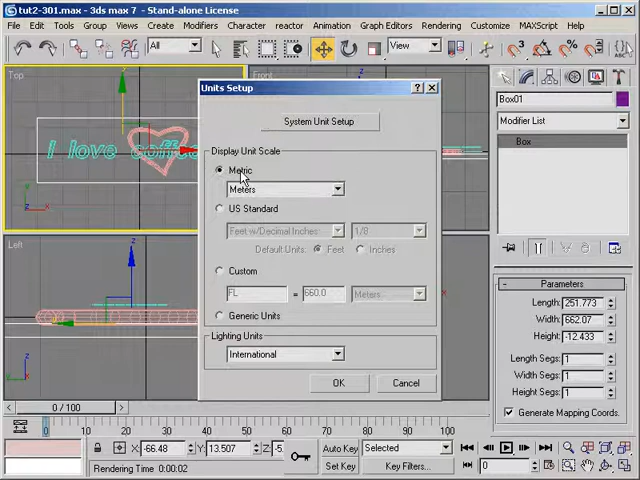 tut2-301.max - 3ds max 7 - Stand-alone License
File Edit Tools Group Views Create Modifiers Character reactor Animation Graph Editors Rendering Customize MAXScript Help
All View
Top Front
Units Setup
Box01
System Unit Setup
Modifier List
Display Unit Scale
Box
I love coffee
Metric
Meters
US Standard
Feet w/Decimal Inches: 1/8
Left
Default Units: Feet Inches
Custom
FL = 660.0 Meters
Generic Units
Parameters
Length: 251.773
Width: 662.07
Height: -12.433
Lighting Units
International
Length Segs: 1
Width Segs: 1
Height Segs: 1
OK Cancel
0 / 100
Generate Mapping Coords.
0 10 20 30 40 50 60 70 80 90 100
X: -66.48 Y: 13.507 Z: -5. Auto Key Selected
Rendering Time 0:00:02 Set Key Key Filters... 0